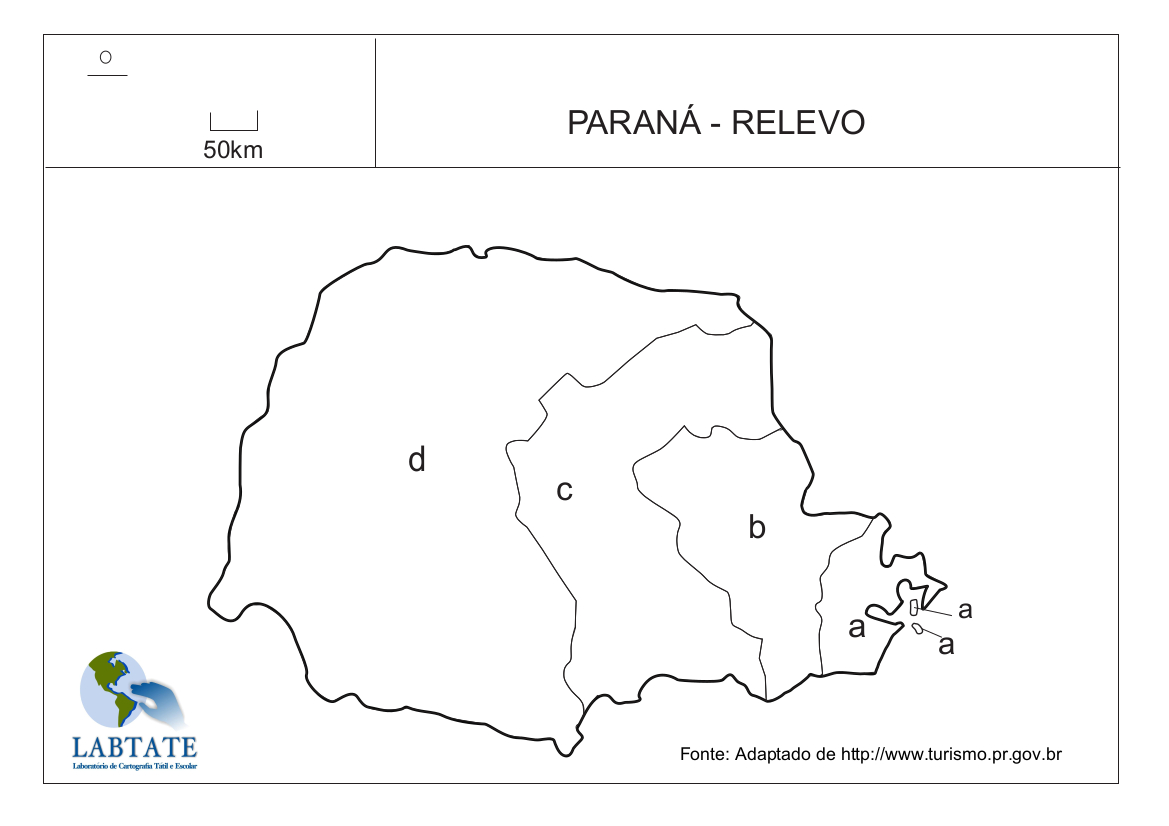 O
50km
PARANÁ - RELEVO
d
c
b
a
a
a
LABTATE
Laboratório de Cartografia Tátil e Escolar
Fonte: Adaptado de http://www.turismo.pr.gov.br